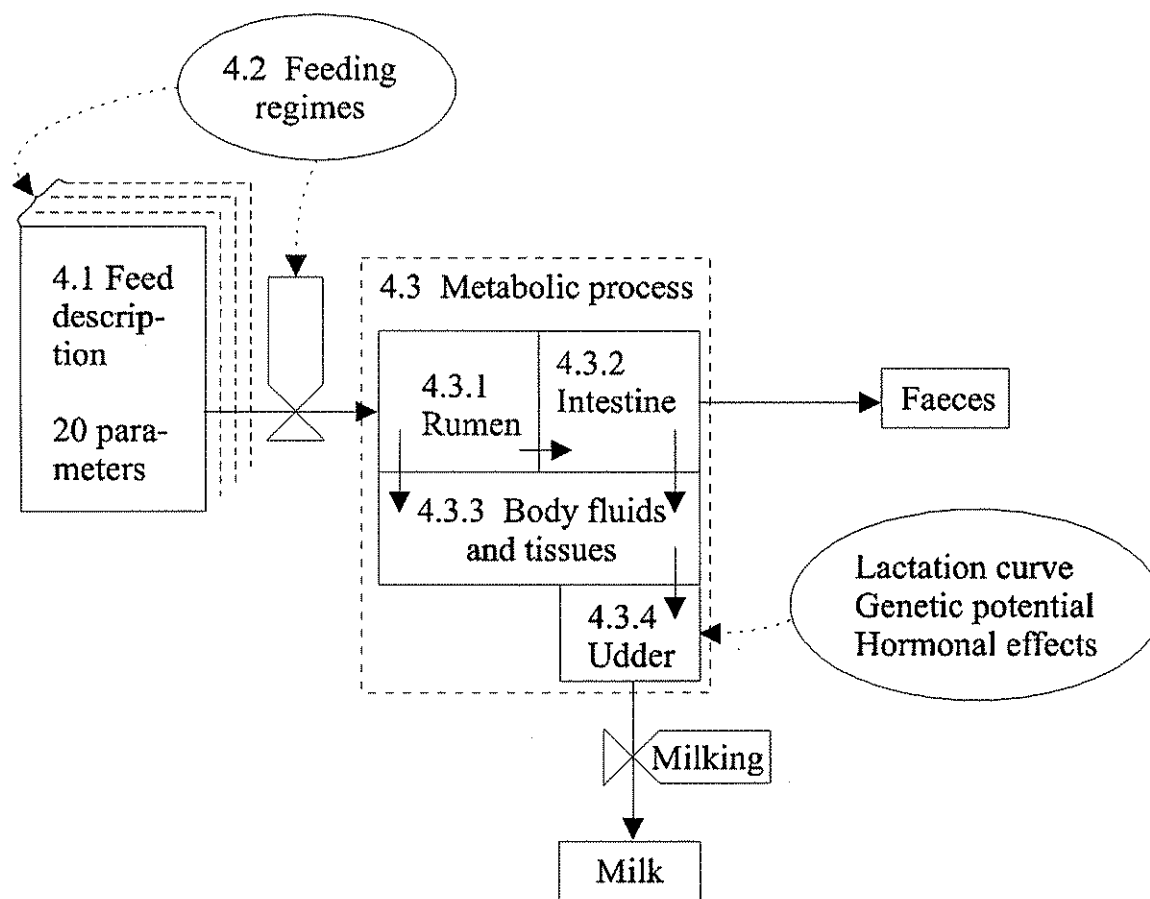 4.2 Feeding
regimes
4.1 Feed
descrip-
tion
20 para-
meters
4.3 Metabolic process
4.3.1
Rumen
4.3.2
Intestine
4.3.3 Body fluids
and tissues
4.3.4
Udder
Faeces
Lactation curve
Genetic potential
Hormonal effects
Milking
Milk